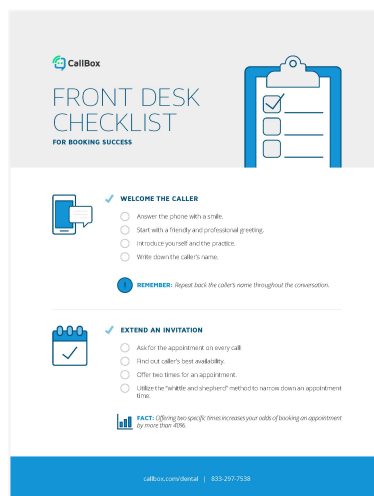 CallBox
FRONT DESK
CHECKLIST
FOR BOOKING SUCCESS
WELCOME THE CALLER
Answer the phone with a smile.
Start with a friendly and professional greeting.
Introduce yourself and the practice.
Write down the caller's name.
REMEMBER: Repeat back the caller's name throughout the conversation.
EXTEND AN INVITATION
Ask for the appointment on every call!
Find out caller's best availability.
Offer two times for an appointment.
Utilize the "whittle and shepherd" method to narrow down an appointment
time.
FACT: Offering two specific times increases your odds of booking an appointment
by more than 40%.
callbox.com/dental | 833-297-7538